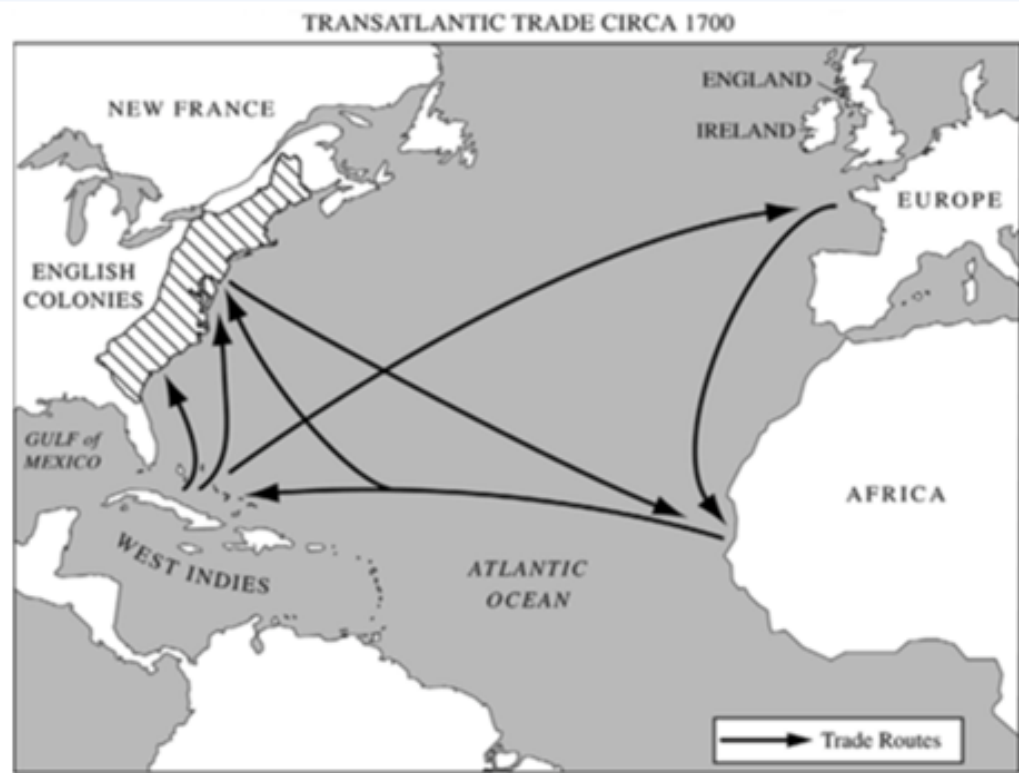 TRANSATLANTIC TRADE CIRCA 1700
ENGLAND
NEW FRANCE
IRELAND
EUROPE
ENGLISH
COLONIES
GULF of
MEXICO
AFRICA
WEST INDIES
ATLANTIC
OCEAN
Trade Routes